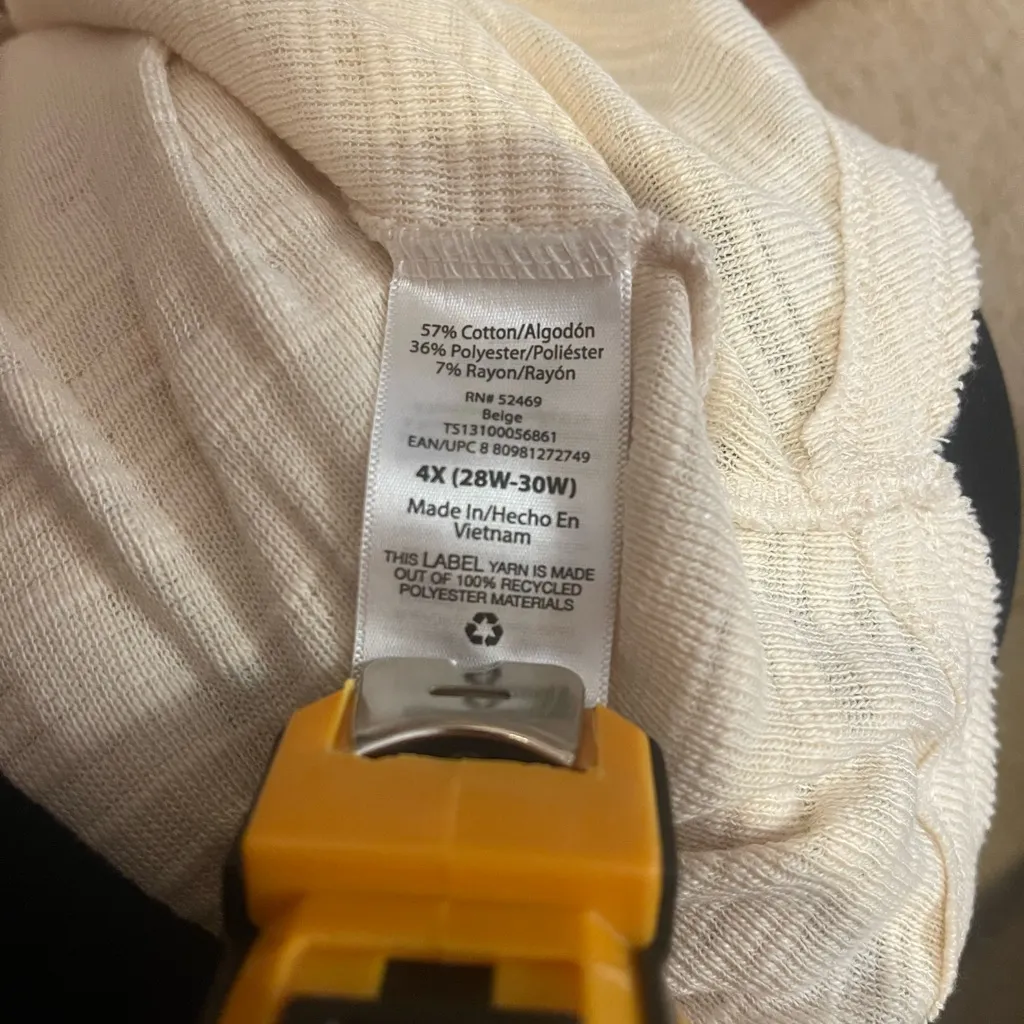 57% Cotton/Algodón
36% Polyester/Poliéster
7% Rayon/Rayón
RN# 52469
Beige
TS13100056861
EAN/UPC 8 80981272749
4X (28W-30W)
Made In/Hecho En
Vietnam
THIS LABEL YARN IS MADE
OUT OF 100% RECYCLED
POLYESTER MATERIALS